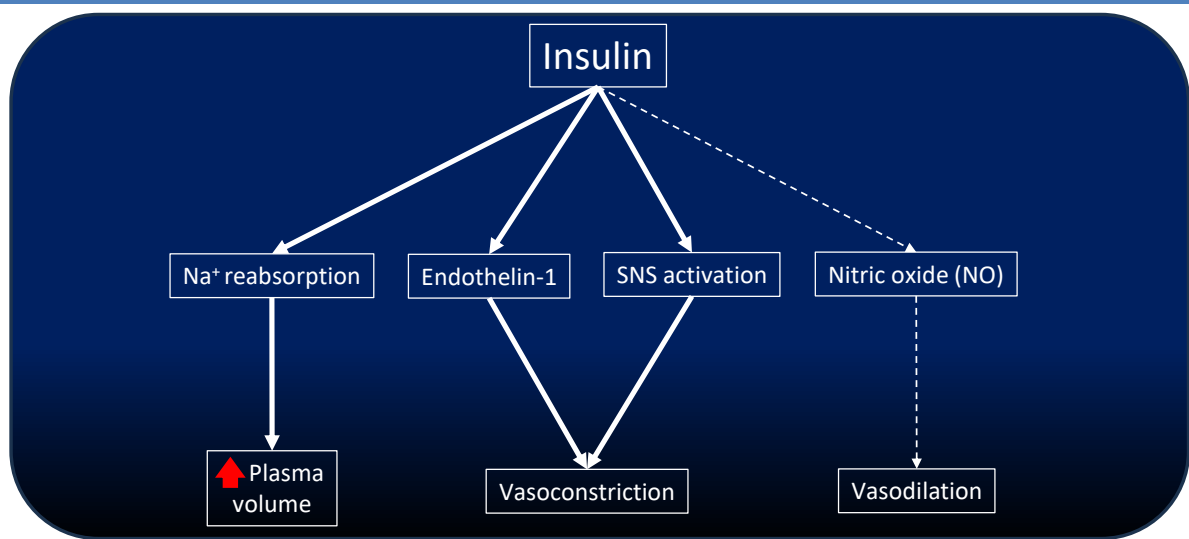 Insulin
Na⁺ reabsorption
Endothelin-1
SNS activation
Nitric oxide (NO)
Plasma
volume
Vasoconstriction
Vasodilation